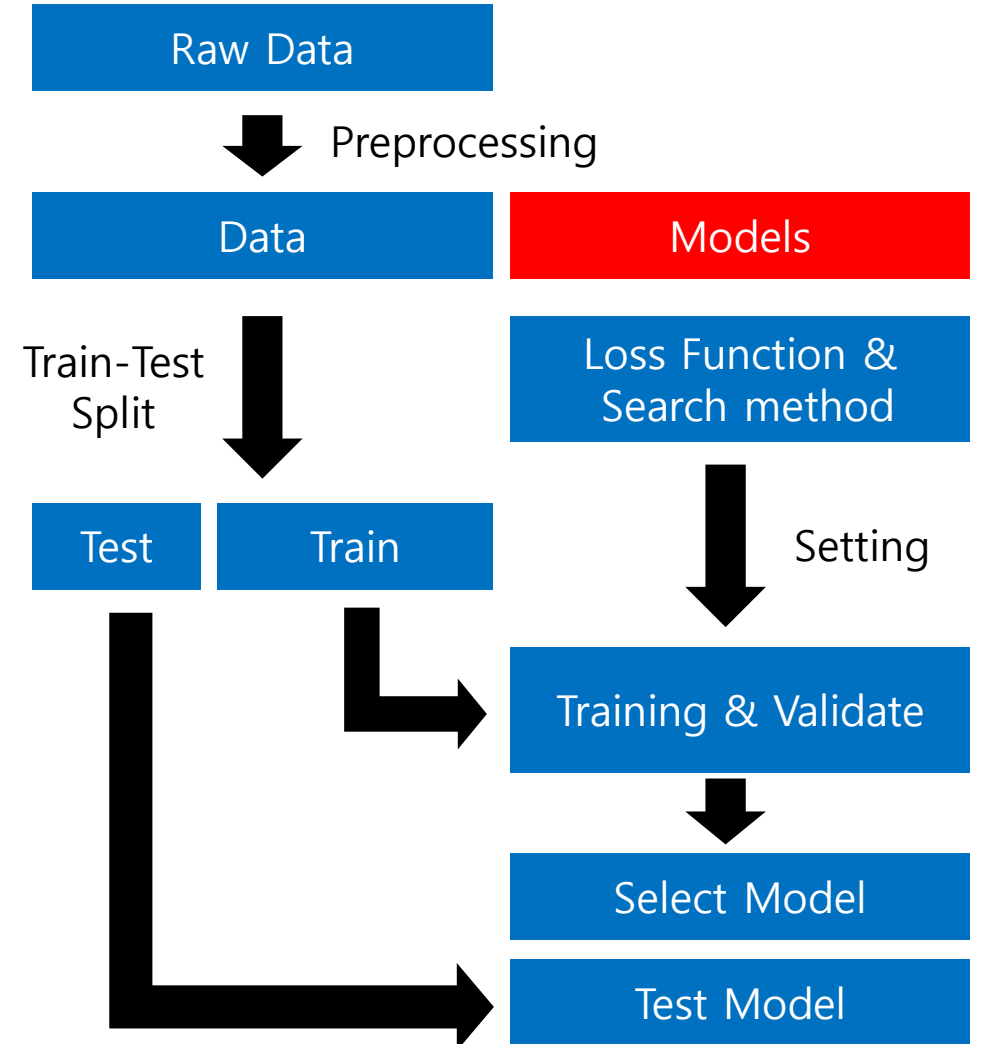 Raw Data
Preprocessing
Data
Models
Train-Test
Split
Loss Function &
Search method
Test
Train
Setting
Training & Validate
Select Model
Test Model